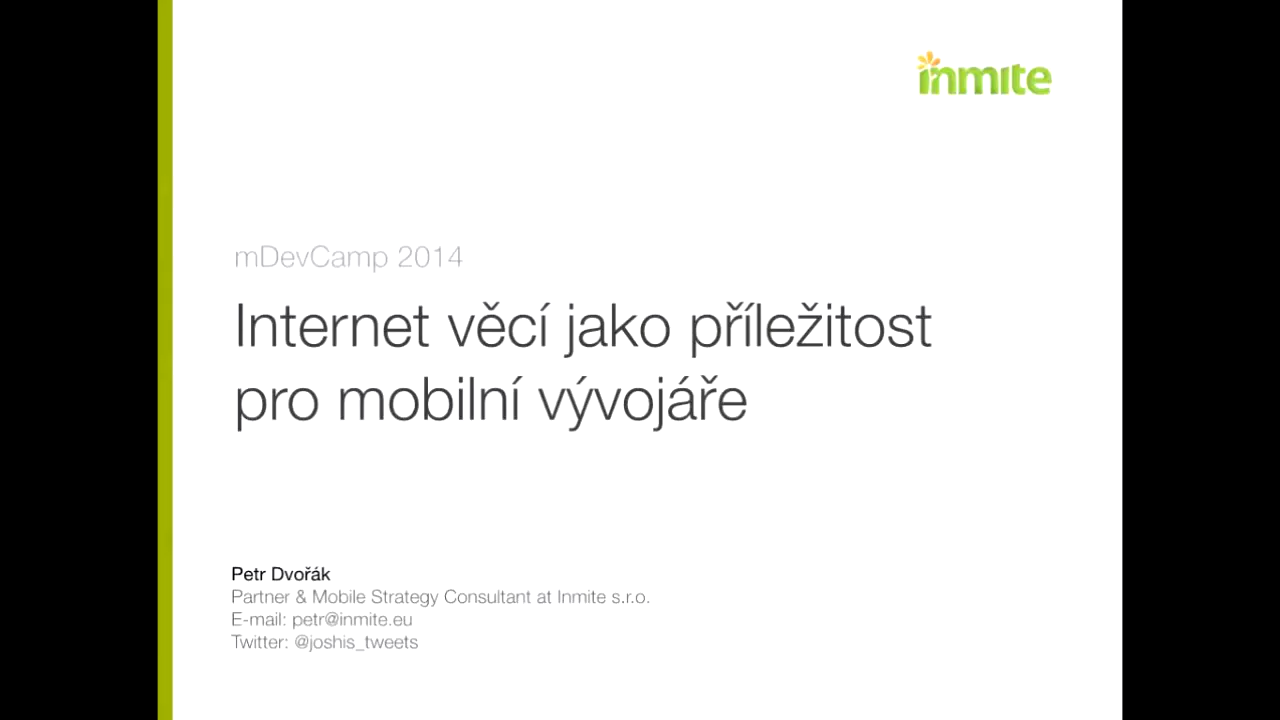 inmite
mDevCamp 2014
Internet věcí jako příležitost
pro mobilní vývojáře
Petr Dvořák
Partner & Mobile Strategy Consultant at Inmite s.r.o.
E-mail: petr@inmite.eu
Twitter: @joshis_tweets